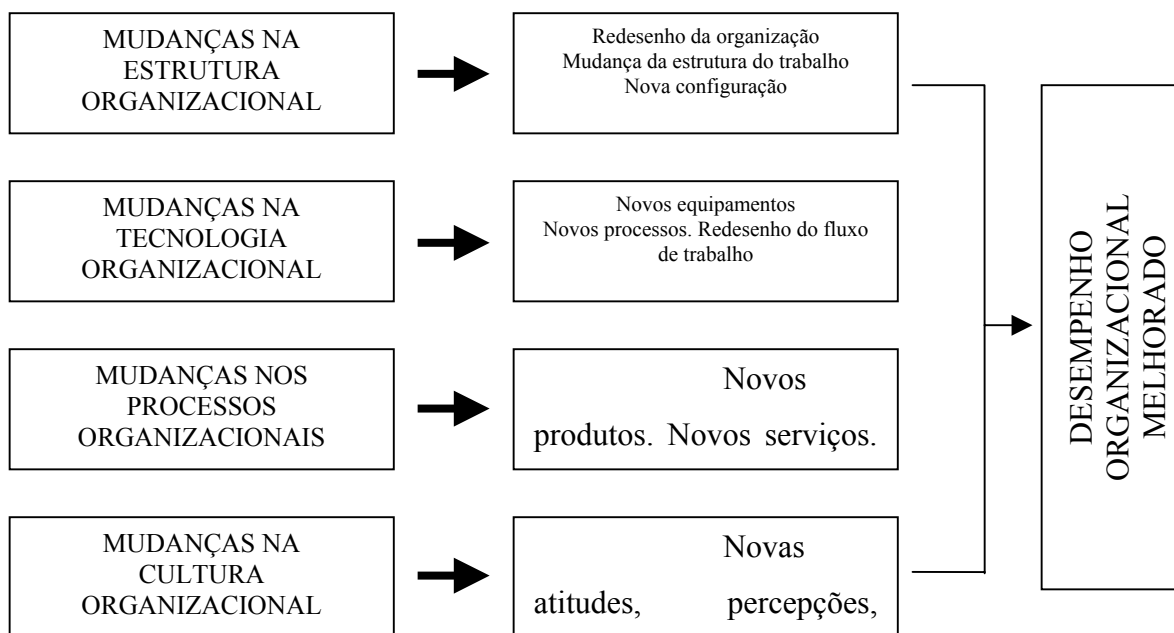 MUDANÇAS NA
ESTRUTURA
ORGANIZACIONAL
Redesenho da organização
Mudança da estrutura do trabalho
Nova configuração
MUDANÇAS NA
TECNOLOGIA
ORGANIZACIONAL
Novos equipamentos
Novos processos. Redesenho do fluxo
de trabalho
MUDANÇAS NOS
PROCESSOS
ORGANIZACIONAIS
Novos
produtos. Novos serviços.
MUDANÇAS NA
CULTURA
ORGANIZACIONAL
Novas
atitudes, percepções,
DESEMPENHO
ORGANIZACIONAL
MELHORADO